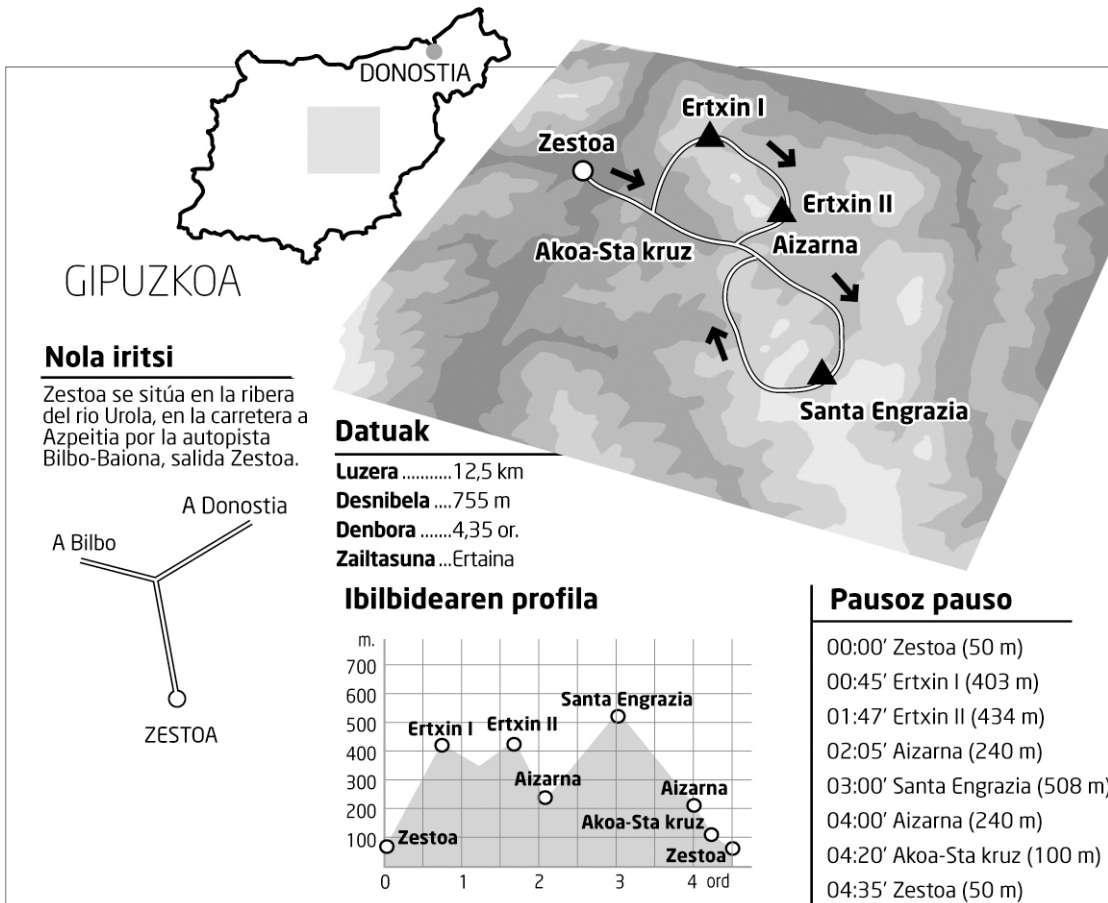 DONOSTIA
GIPUZKOA
Ertxin I
Zestoa
Ertxin II
Akoa-Sta kruz
Aizarna
Santa Engrazia
Nola iritsi
Zestoa se sitúa en la ribera
del rio Urola, en la carretera a
Azpeitia por la autopista
Bilbo-Baiona, salida Zestoa.
A Donostia
A Bilbo
ZESTOA
Datuak
Luzera ...........12,5 km
Desnibela ....755 m
Denbora .......4,35 or.
Zailtasuna ...Ertaina
Ibilbidearen profila
m.
700
600
500
400
300
200
100
Santa Engrazia
Ertxin I
Ertxin II
Aizarna
Aizarna
Akoa-Sta kruz
Zestoa
Zestoa
0 1 2 3 4 ord
Pausoz pauso
00:00' Zestoa (50 m)
00:45' Ertxin I (403 m)
01:47' Ertxin II (434 m)
02:05' Aizarna (240 m)
03:00' Santa Engrazia (508 m)
04:00' Aizarna (240 m)
04:20' Akoa-Sta kruz (100 m)
04:35' Zestoa (50 m)